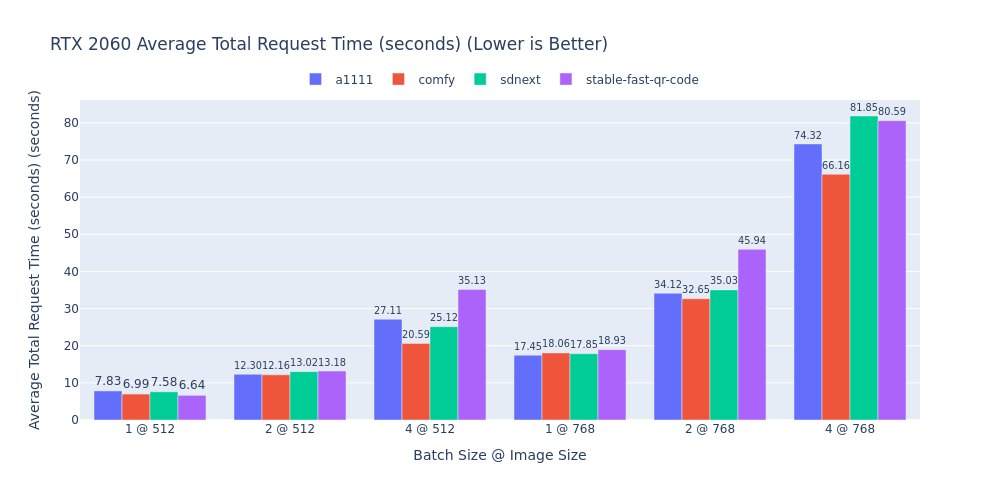 RTX 2060 Average Total Request Time (seconds) (Lower is Better)
a1111 comfy sdnext stable-fast-qr-code
Average Total Request Time (seconds) (seconds)
80
70
60
50
40
30
20
10
0
7.83 6.99 7.58 6.64
12.30 12.16 13.02 13.18
27.11 20.59 25.12 35.13
17.45 18.06 17.85 18.93
34.12 32.65 35.03 45.94
74.32 66.16 81.85 80.59
1 @ 512 2 @ 512 4 @ 512 1 @ 768 2 @ 768 4 @ 768
Batch Size @ Image Size